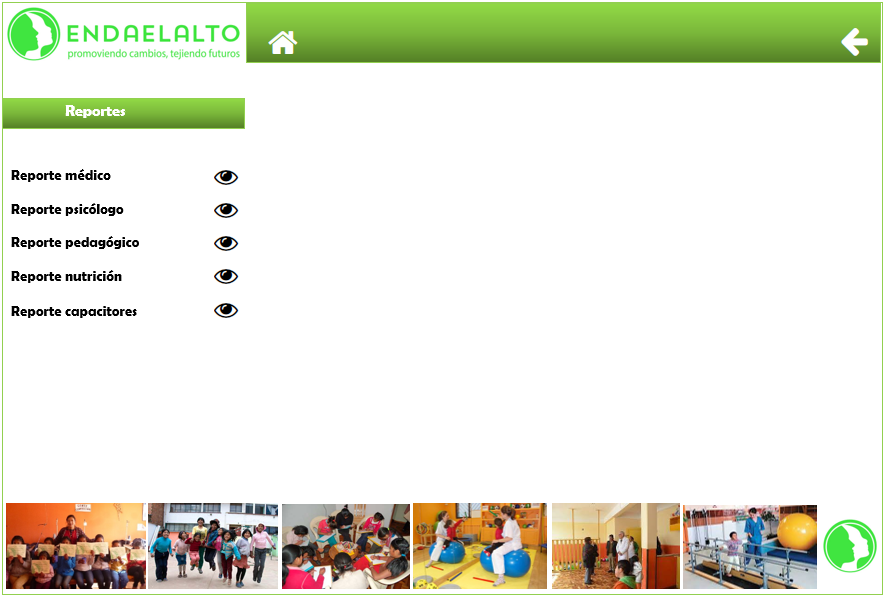 ENDAELALTO
promoviendo cambios, tejiendo futuros
Reportes
Reporte médico
Reporte psicólogo
Reporte pedagógico
Reporte nutrición
Reporte capacitores